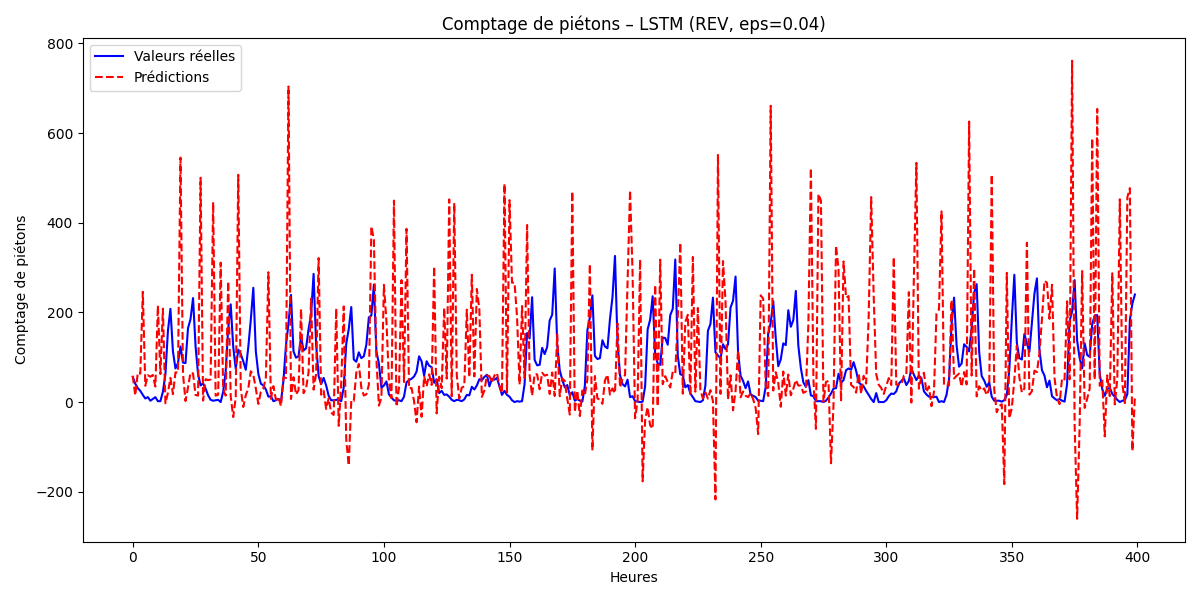 Comptage de piétons – LSTM (REV, eps=0.04)
Valeurs réelles
Prédictions
Comptage de piétons
800
600
400
200
0
−200
0 50 100 150 200 250 300 350 400
Heures